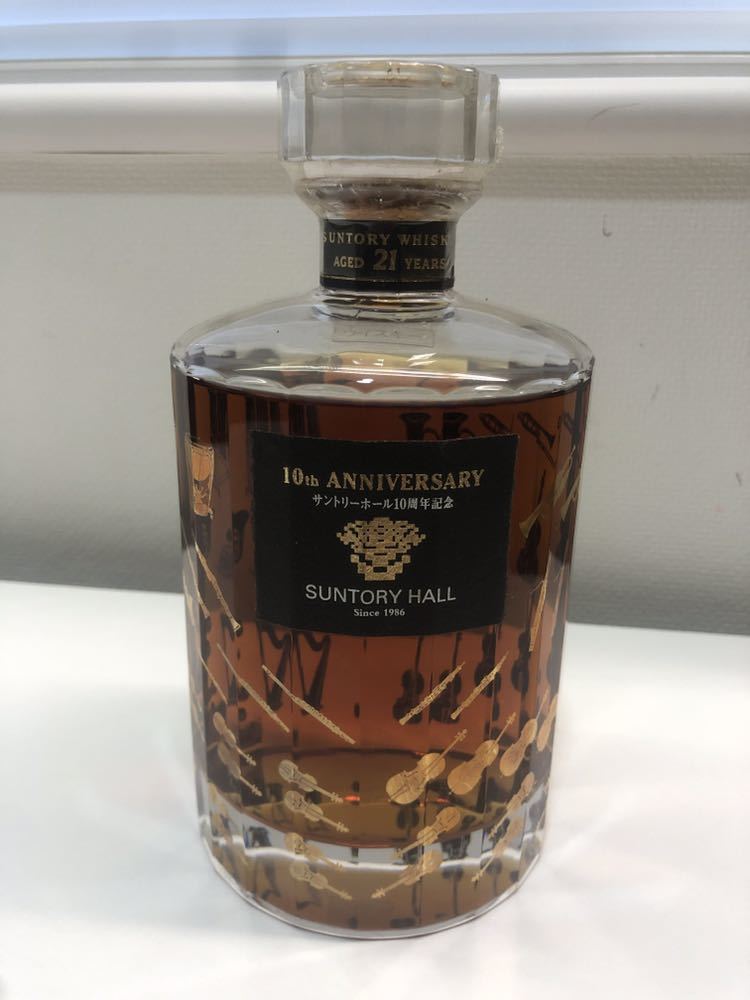 SUNTORY WHISK
AGED 21 YEARS
10th ANNIVERSARY
サントリーホール10周年記念
SUNTORY HALL
Since 1986